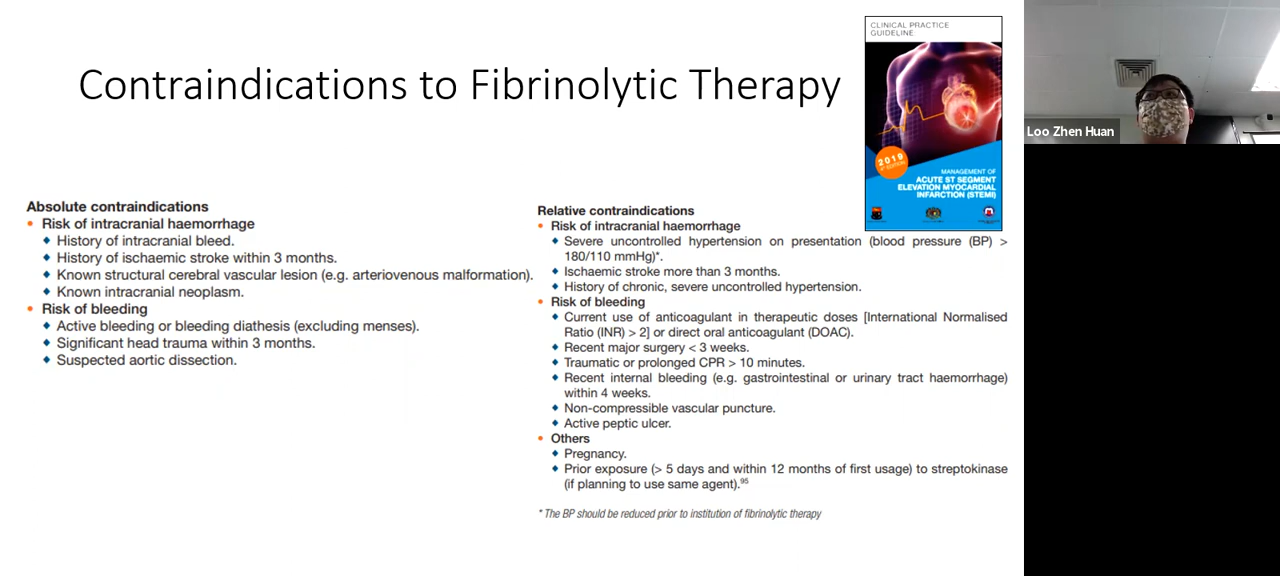 CLINICAL PRACTICE
GUIDELINE
Contraindications to Fibrinolytic Therapy
2019
MANAGEMENT OF
ACUTE ST SEGMENT
ELEVATION MYOCARDIAL
INFARCTION (STEMI)
Loo Zhen Huan
Absolute contraindications
• Risk of intracranial haemorrhage
◆ History of intracranial bleed.
◆ History of ischaemic stroke within 3 months.
◆ Known structural cerebral vascular lesion (e.g. arteriovenous malformation).
◆ Known intracranial neoplasm.
• Risk of bleeding
◆ Active bleeding or bleeding diathesis (excluding menses).
◆ Significant head trauma within 3 months.
◆ Suspected aortic dissection.
Relative contraindications
• Risk of intracranial haemorrhage
◆ Severe uncontrolled hypertension on presentation (blood pressure (BP) >
180/110 mmHg)*.
◆ Ischaemic stroke more than 3 months.
◆ History of chronic, severe uncontrolled hypertension.
• Risk of bleeding
◆ Current use of anticoagulant in therapeutic doses [International Normalised
Ratio (INR) > 2] or direct oral anticoagulant (DOAC).
◆ Recent major surgery < 3 weeks.
◆ Traumatic or prolonged CPR > 10 minutes.
◆ Recent internal bleeding (e.g. gastrointestinal or urinary tract haemorrhage)
within 4 weeks.
◆ Non-compressible vascular puncture.
◆ Active peptic ulcer.
• Others
◆ Pregnancy.
◆ Prior exposure (> 5 days and within 12 months of first usage) to streptokinase
(if planning to use same agent).95
* The BP should be reduced prior to institution of fibrinolytic therapy